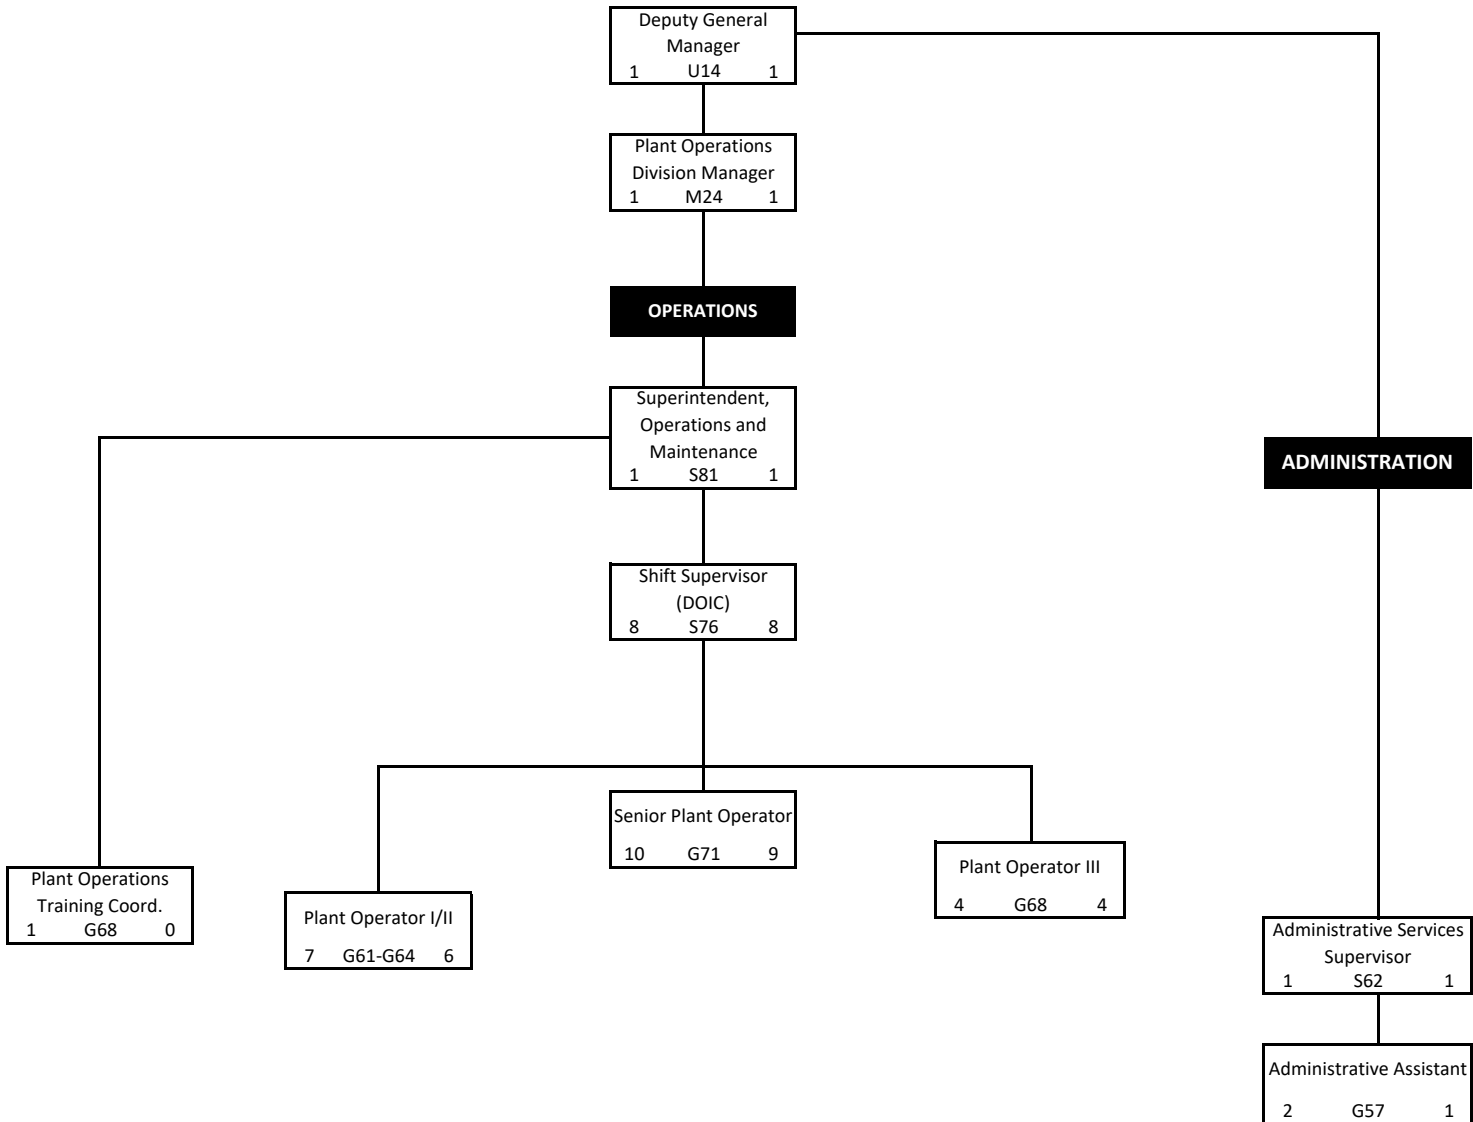 Deputy General
Manager
1 U14 1
Plant Operations
Division Manager
1 M24 1
OPERATIONS
Superintendent,
Operations and
Maintenance
1 S81 1
ADMINISTRATION
Shift Supervisor
(DOIC)
8 S76 8
Senior Plant Operator
10 G71 9
Plant Operator III
4 G68 4
Plant Operations
Training Coord.
1 G68 0
Plant Operator I/II
7 G61-G64 6
Administrative Services
Supervisor
1 S62 1
Administrative Assistant
2 G57 1